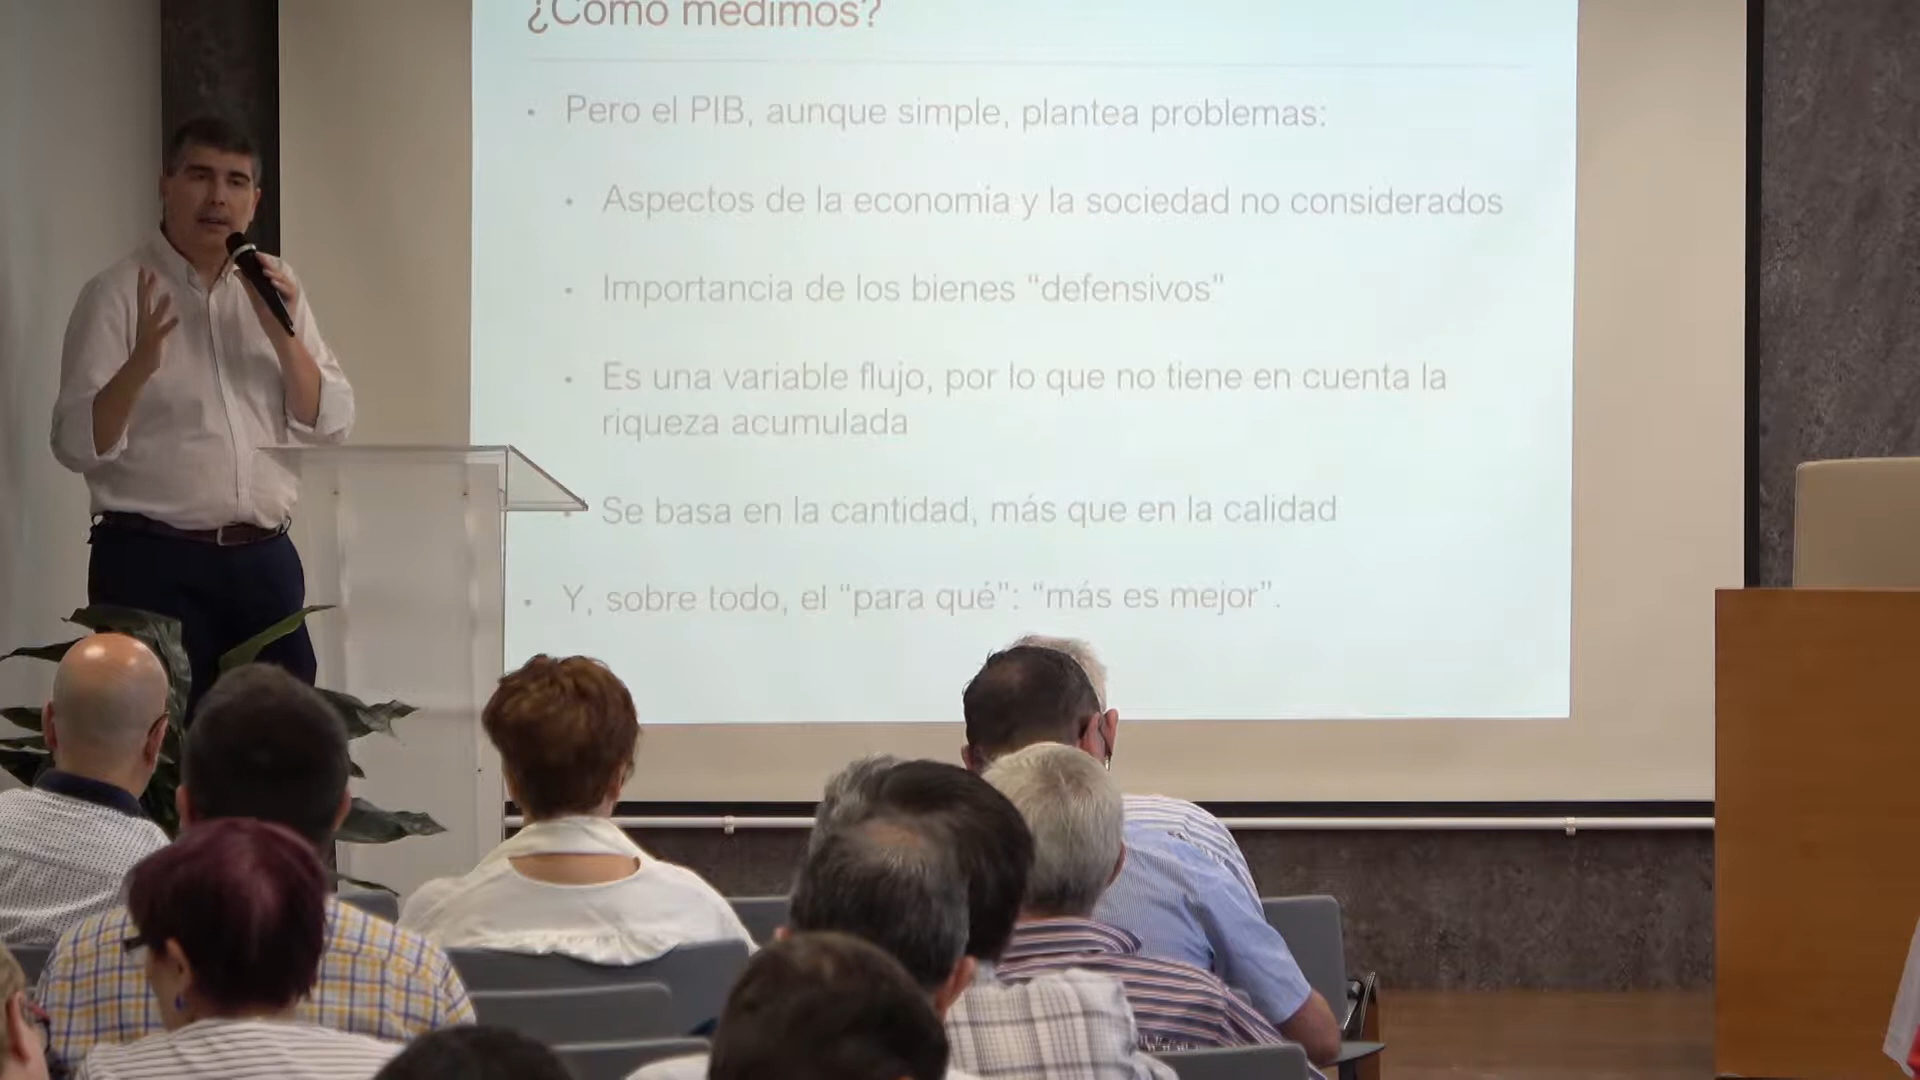 ¿Cómo medimos?
• Pero el PIB, aunque simple, plantea problemas:
• Aspectos de la economía y la sociedad no considerados
• Importancia de los bienes "defensivos"
• Es una variable flujo, por lo que no tiene en cuenta la
riqueza acumulada
• Se basa en la cantidad, más que en la calidad
• Y, sobre todo, el “para qué”: “más es mejor”.